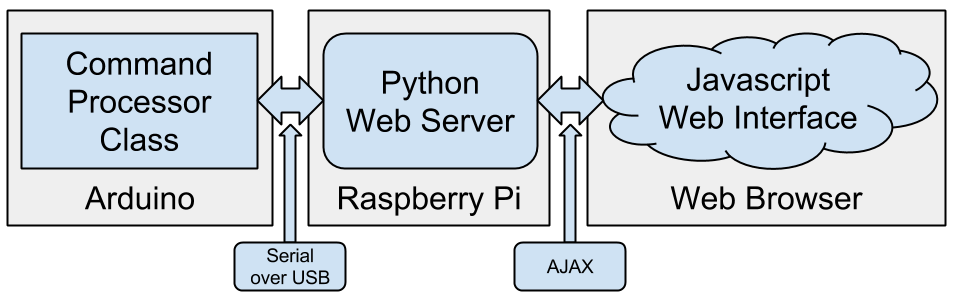 Command
Processor
Class
Arduino
Python
Web Server
Raspberry Pi
Javascript
Web Interface
Web Browser
Serial
over USB
AJAX